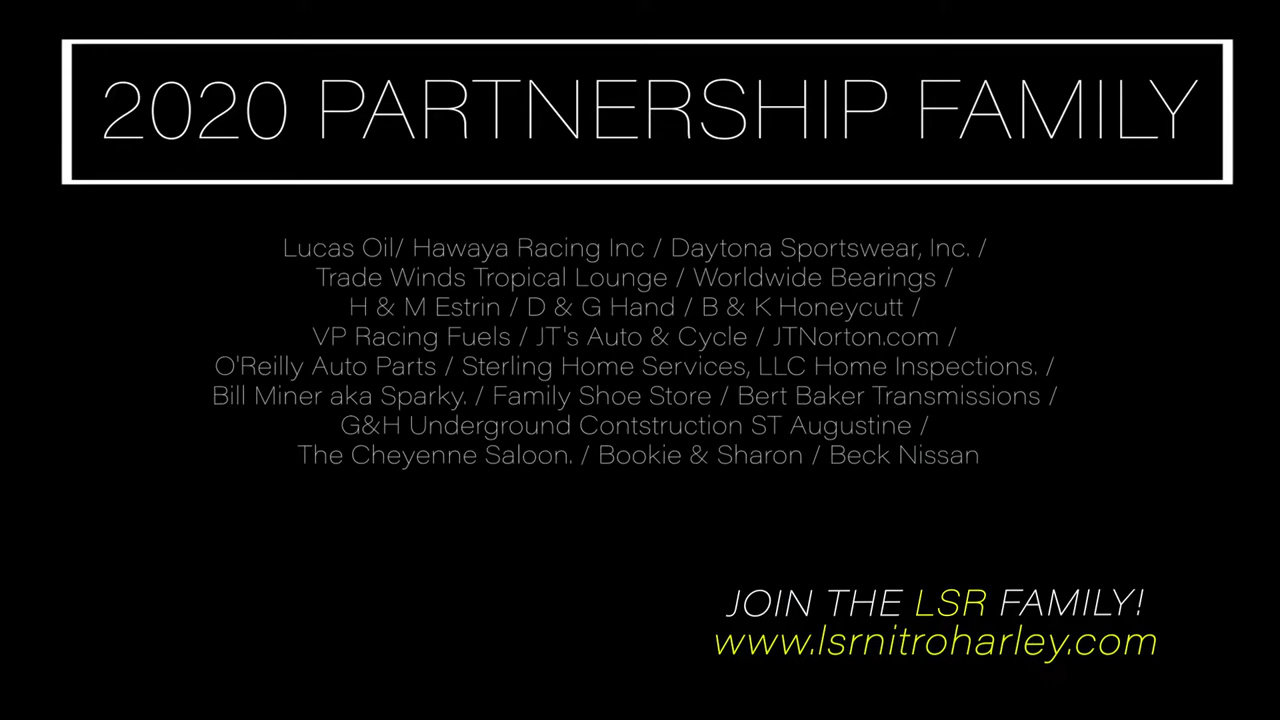 2020 PARTNERSHIP FAMILY
Lucas Oil/ Hawaya Racing Inc / Daytona Sportswear, Inc. /
Trade Winds Tropical Lounge / Worldwide Bearings /
H & M Estrin / D & G Hand / B & K Honeycutt /
VP Racing Fuels / JT's Auto & Cycle / JTNorton.com /
O'Reilly Auto Parts / Sterling Home Services, LLC Home Inspections. /
Bill Miner aka Sparky. / Family Shoe Store / Bert Baker Transmissions /
G&H Underground Contstruction ST Augustine /
The Cheyenne Saloon. / Bookie & Sharon / Beck Nissan
JOIN THE LSR FAMILY!
www.lsrnitroharley.com